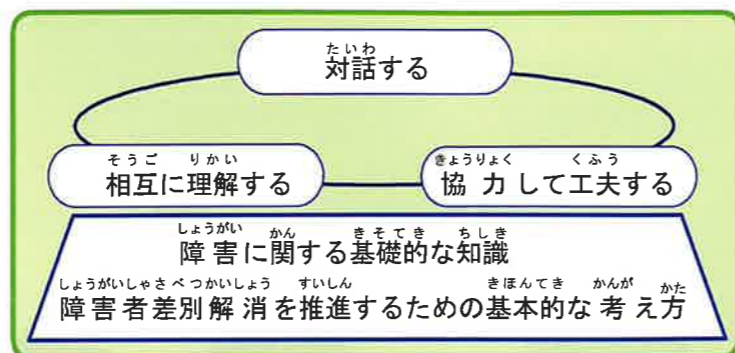 たいわ
対話する
そうご りかい
相互に理解する
きょうりょく くふう
協力して工夫する
しょうがい かん きそてき ちしき
障害に関する基礎的な知識
しょうがいしゃさべつかいしょう すいしん きほんてき かんが かた
障害者差別解消を推進するための基本的な考え方